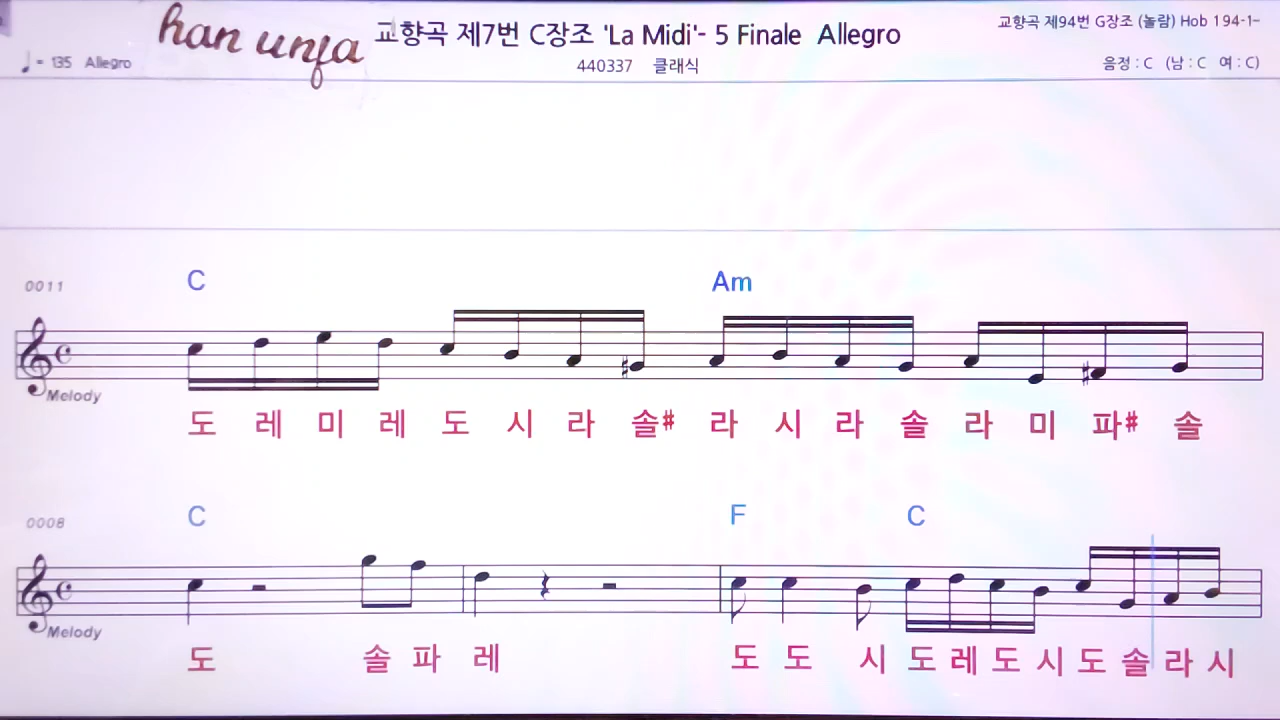 han unfa
교향곡 제7번 C장조 'La Midi'- 5 Finale Allegro
교향곡 제94번 G장조 (놀람) Hob 1 94-1-
♩ = 135 Allegro
440337 클래식
음정 : C (남 : C 여 : C)
0011 C Am
Melody
도 레 미 레 도 시 라 솔# 라 시 라 솔 라 미 파# 솔
0008 C F C
Melody
도 솔 파 레 도 도 시 도 레 도 시 도 솔 라 시